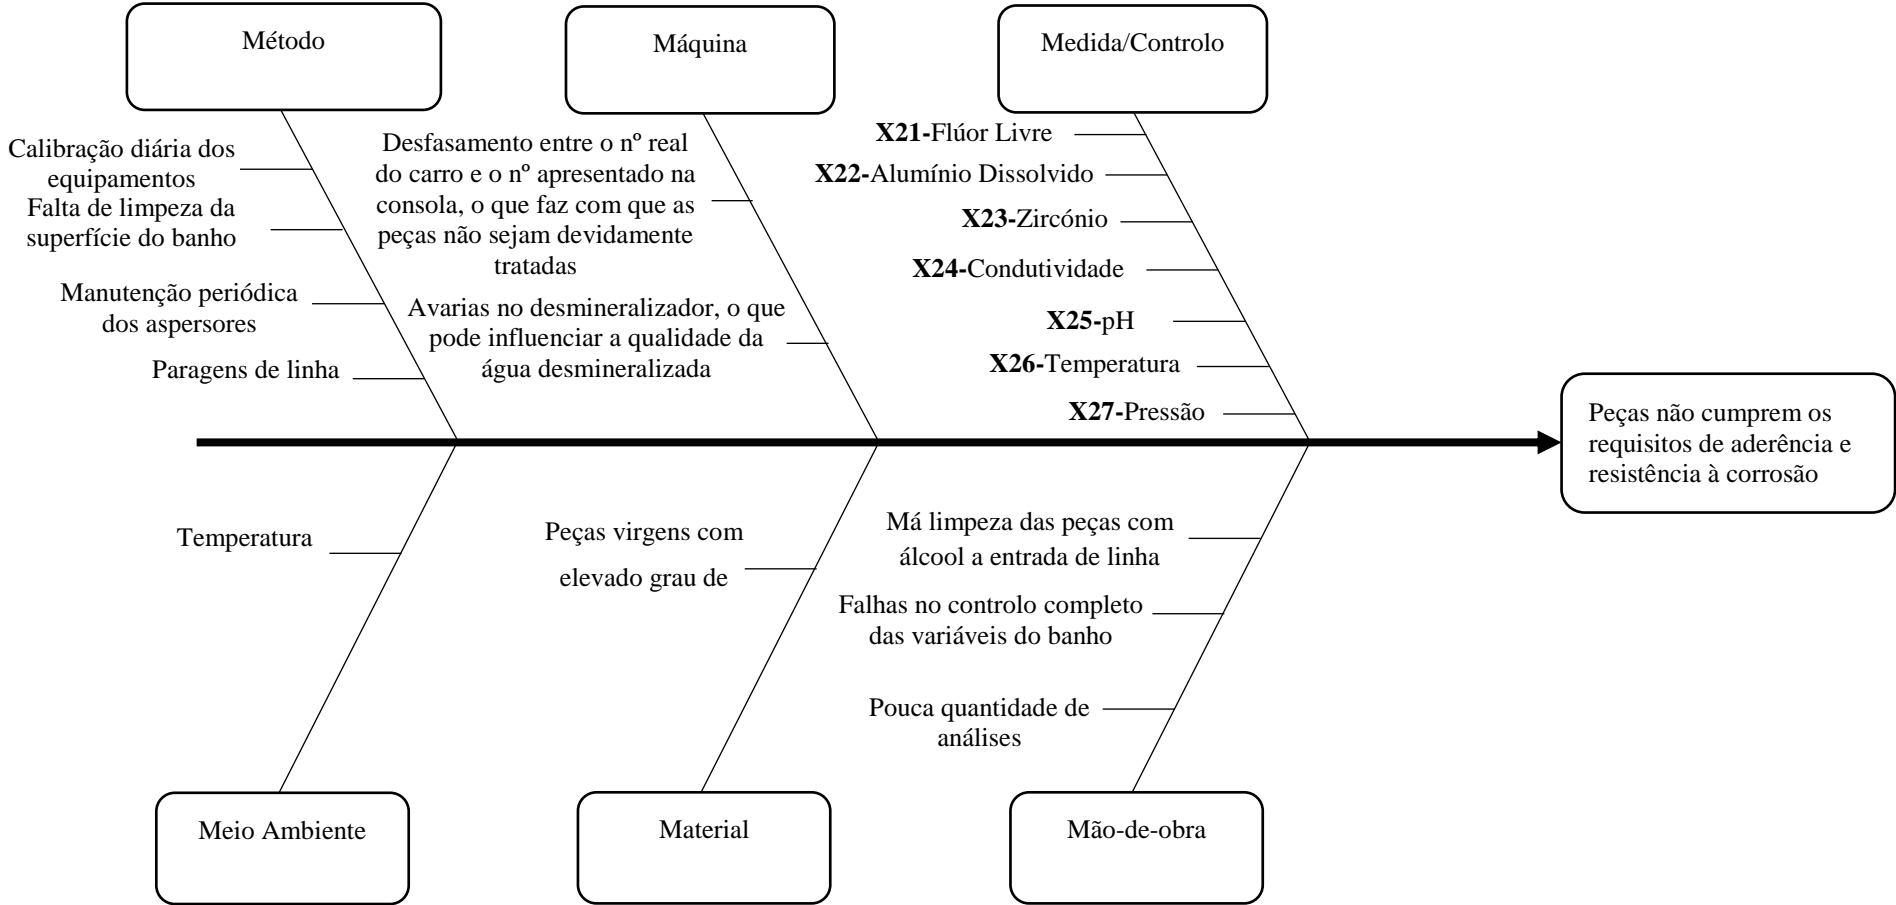 Método
Máquina
Medida/Controlo
Calibração diária dos
equipamentos
Falta de limpeza da
superfície do banho
Manutenção periódica
dos aspersores
Paragens de linha
Desfasamento entre o nº real
do carro e o nº apresentado na
consola, o que faz com que as
peças não sejam devidamente
tratadas
Avarias no desmineralizador, o que
pode influenciar a qualidade da
água desmineralizada
X21-Flúor Livre
X22-Alumínio Dissolvido
X23-Zircónio
X24-Condutividade
X25-pH
X26-Temperatura
X27-Pressão
Peças não cumprem os
requisitos de aderência e
resistência à corrosão
Temperatura
Peças virgens com
elevado grau de
Má limpeza das peças com
álcool a entrada de linha
Falhas no controlo completo
das variáveis do banho
Pouca quantidade de
análises
Meio Ambiente
Material
Mão-de-obra